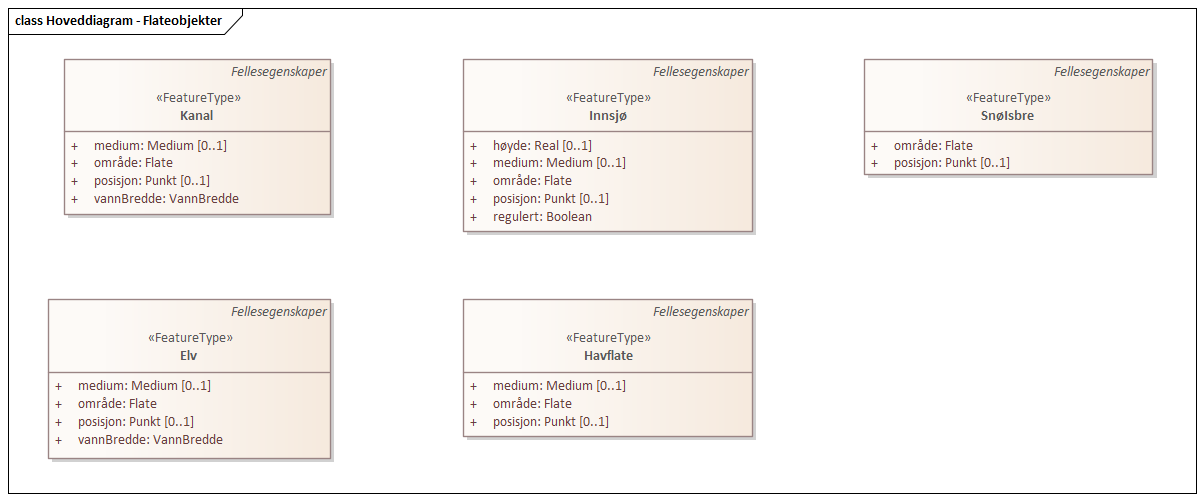 class Hoveddiagram - Flateobjekter
Fellesegenskaper
«FeatureType»
Kanal
+ medium: Medium [0..1]
+ område: Flate
+ posisjon: Punkt [0..1]
+ vannBredde: VannBredde
Fellesegenskaper
«FeatureType»
Innsjø
+ høyde: Real [0..1]
+ medium: Medium [0..1]
+ område: Flate
+ posisjon: Punkt [0..1]
+ regulert: Boolean
Fellesegenskaper
«FeatureType»
SnøIsbre
+ område: Flate
+ posisjon: Punkt [0..1]
Fellesegenskaper
«FeatureType»
Elv
+ medium: Medium [0..1]
+ område: Flate
+ posisjon: Punkt [0..1]
+ vannBredde: VannBredde
Fellesegenskaper
«FeatureType»
Havflate
+ medium: Medium [0..1]
+ område: Flate
+ posisjon: Punkt [0..1]